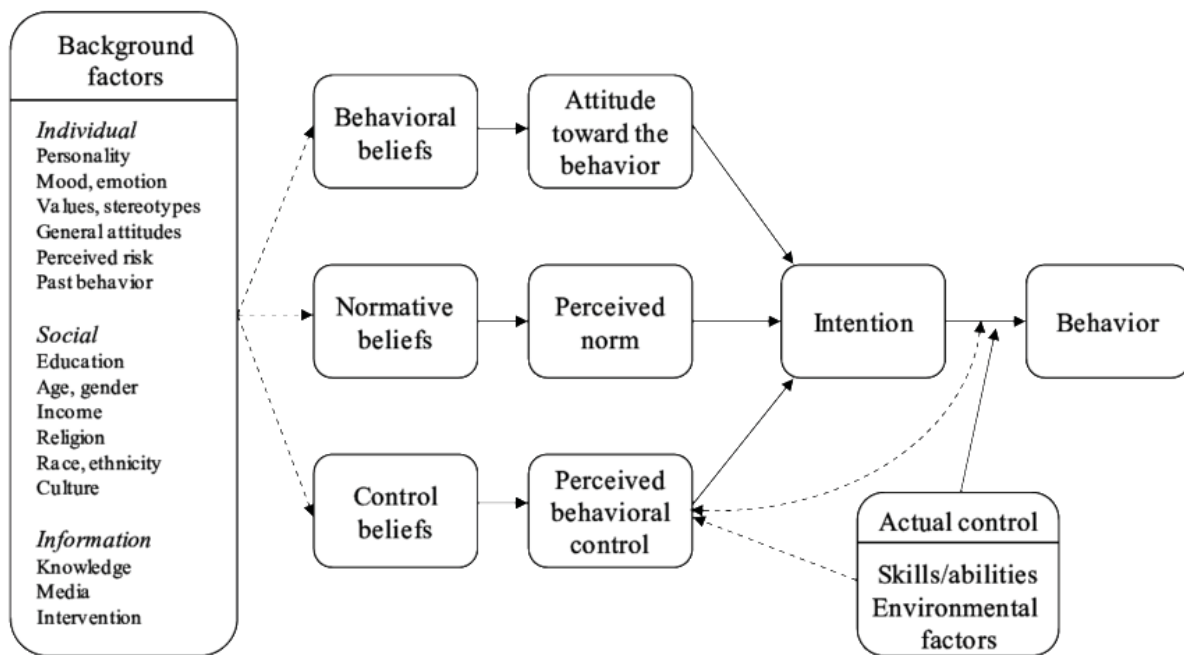 Background
factors
Individual
Personality
Mood, emotion
Values, stereotypes
General attitudes
Perceived risk
Past behavior
Social
Education
Age, gender
Income
Religion
Race, ethnicity
Culture
Information
Knowledge
Media
Intervention
Behavioral
beliefs
Attitude
toward the
behavior
Normative
beliefs
Perceived
norm
Intention
Behavior
Control
beliefs
Perceived
behavioral
control
Actual control
Skills/abilities
Environmental
factors